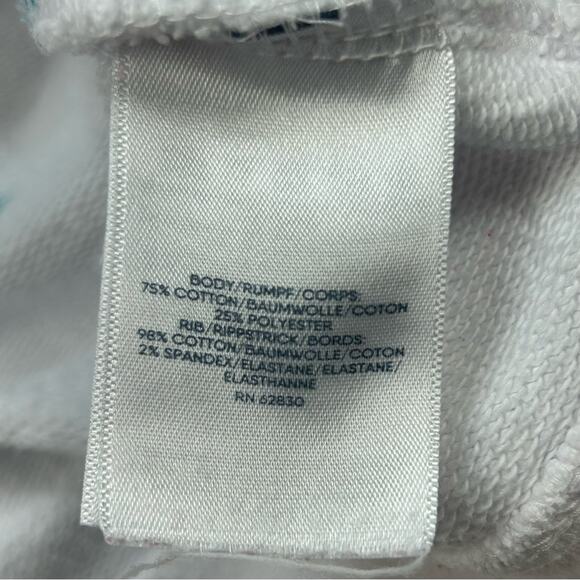 BODY/RUMPF/CORPS:
75% COTTON/BAUMWOLLE/COTON
25% POLYESTER
RIB/RIPPSTRICK/BORDS:
98% COTTON/BAUMWOLLE/COTON
2% SPANDEX/ELASTANE/ELASTANE/
ELASTHANNE
RN 62830